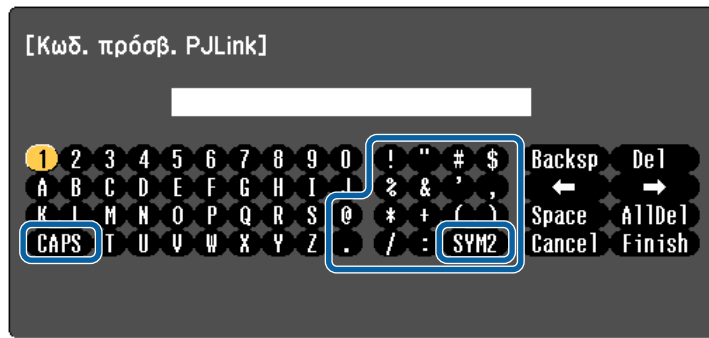 [Κωδ. πρόσβ. PJLink]
1 2 3 4 5 6 7 8 9 0 ! " # $ Backsp Del
A B C D E F G H I J % & ' , ← →
K L M N O P Q R S @ * + ( ) Space AllDel
CAPS T U V W X Y Z . / : SYM2 Cancel Finish